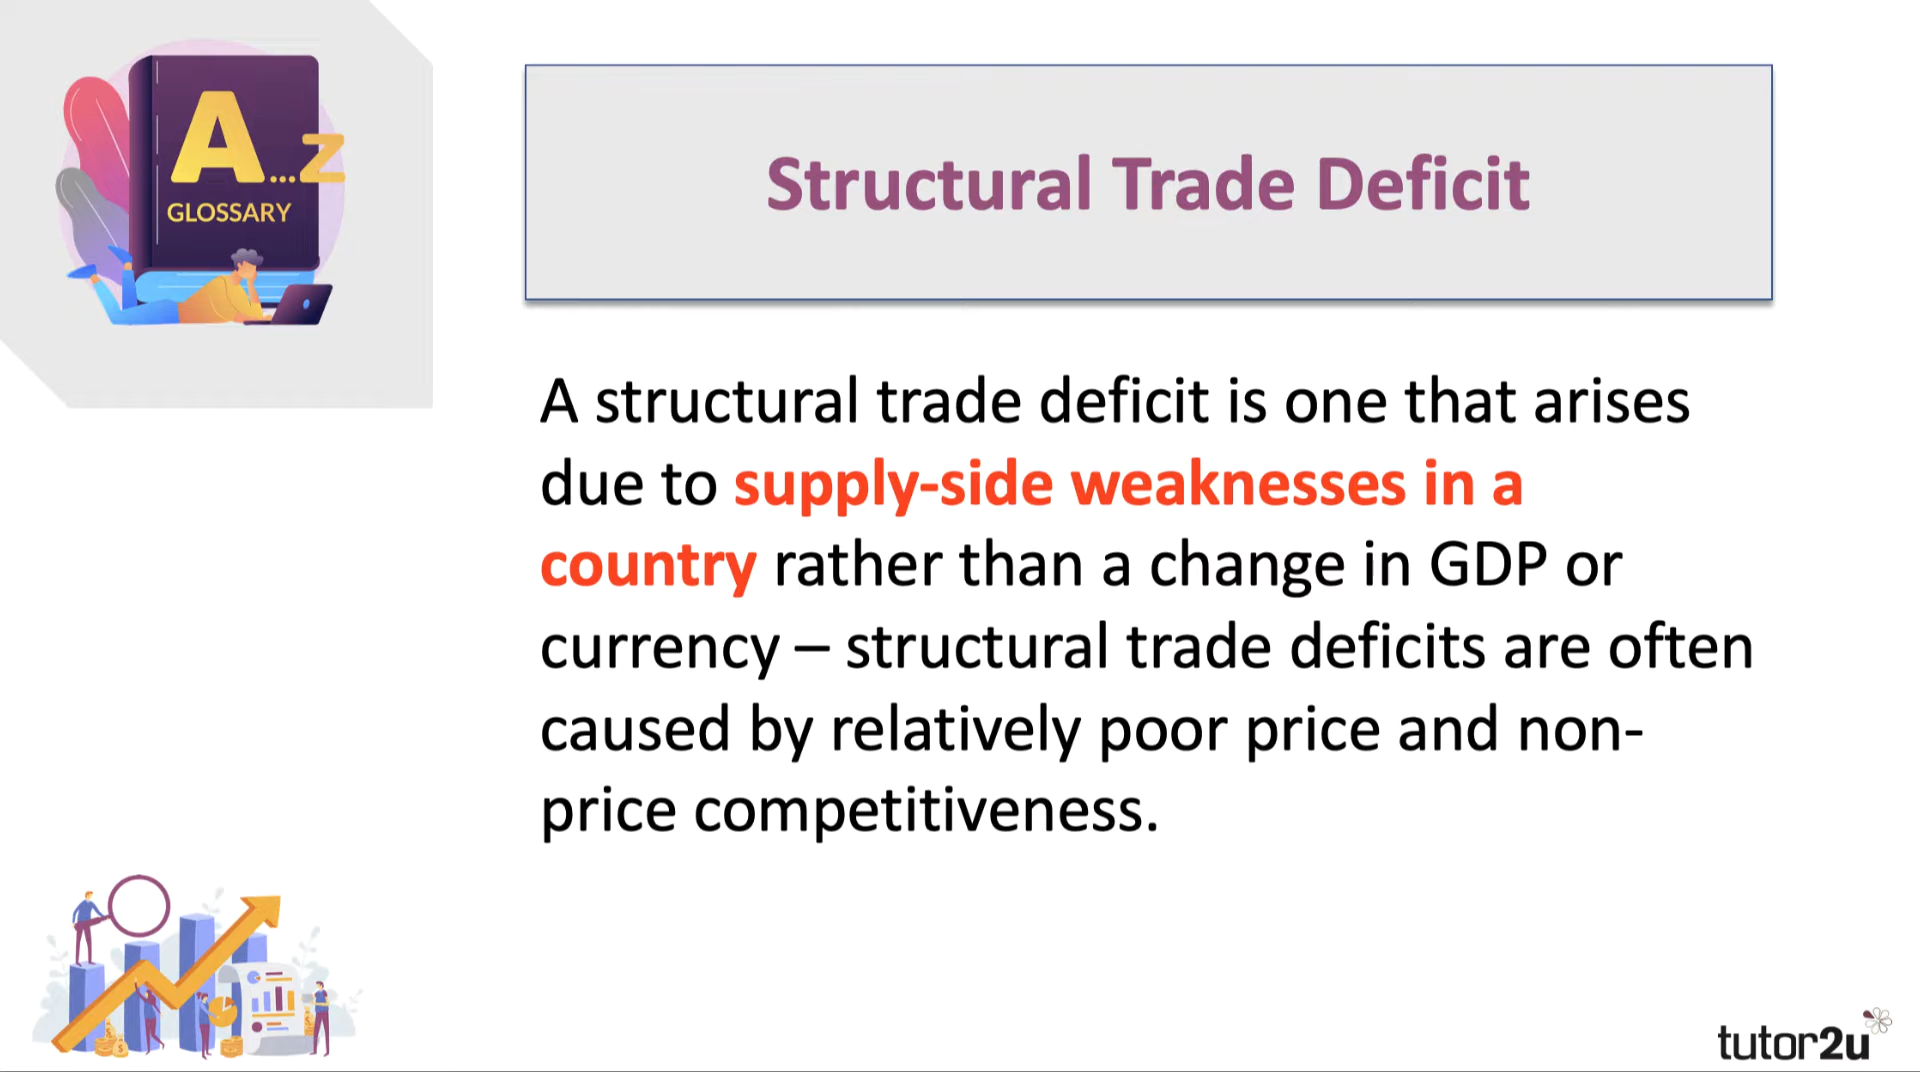 A...Z
GLOSSARY
Structural Trade Deficit
A structural trade deficit is one that arises
due to supply-side weaknesses in a
country rather than a change in GDP or
currency – structural trade deficits are often
caused by relatively poor price and non-
price competitiveness.
tutor2u